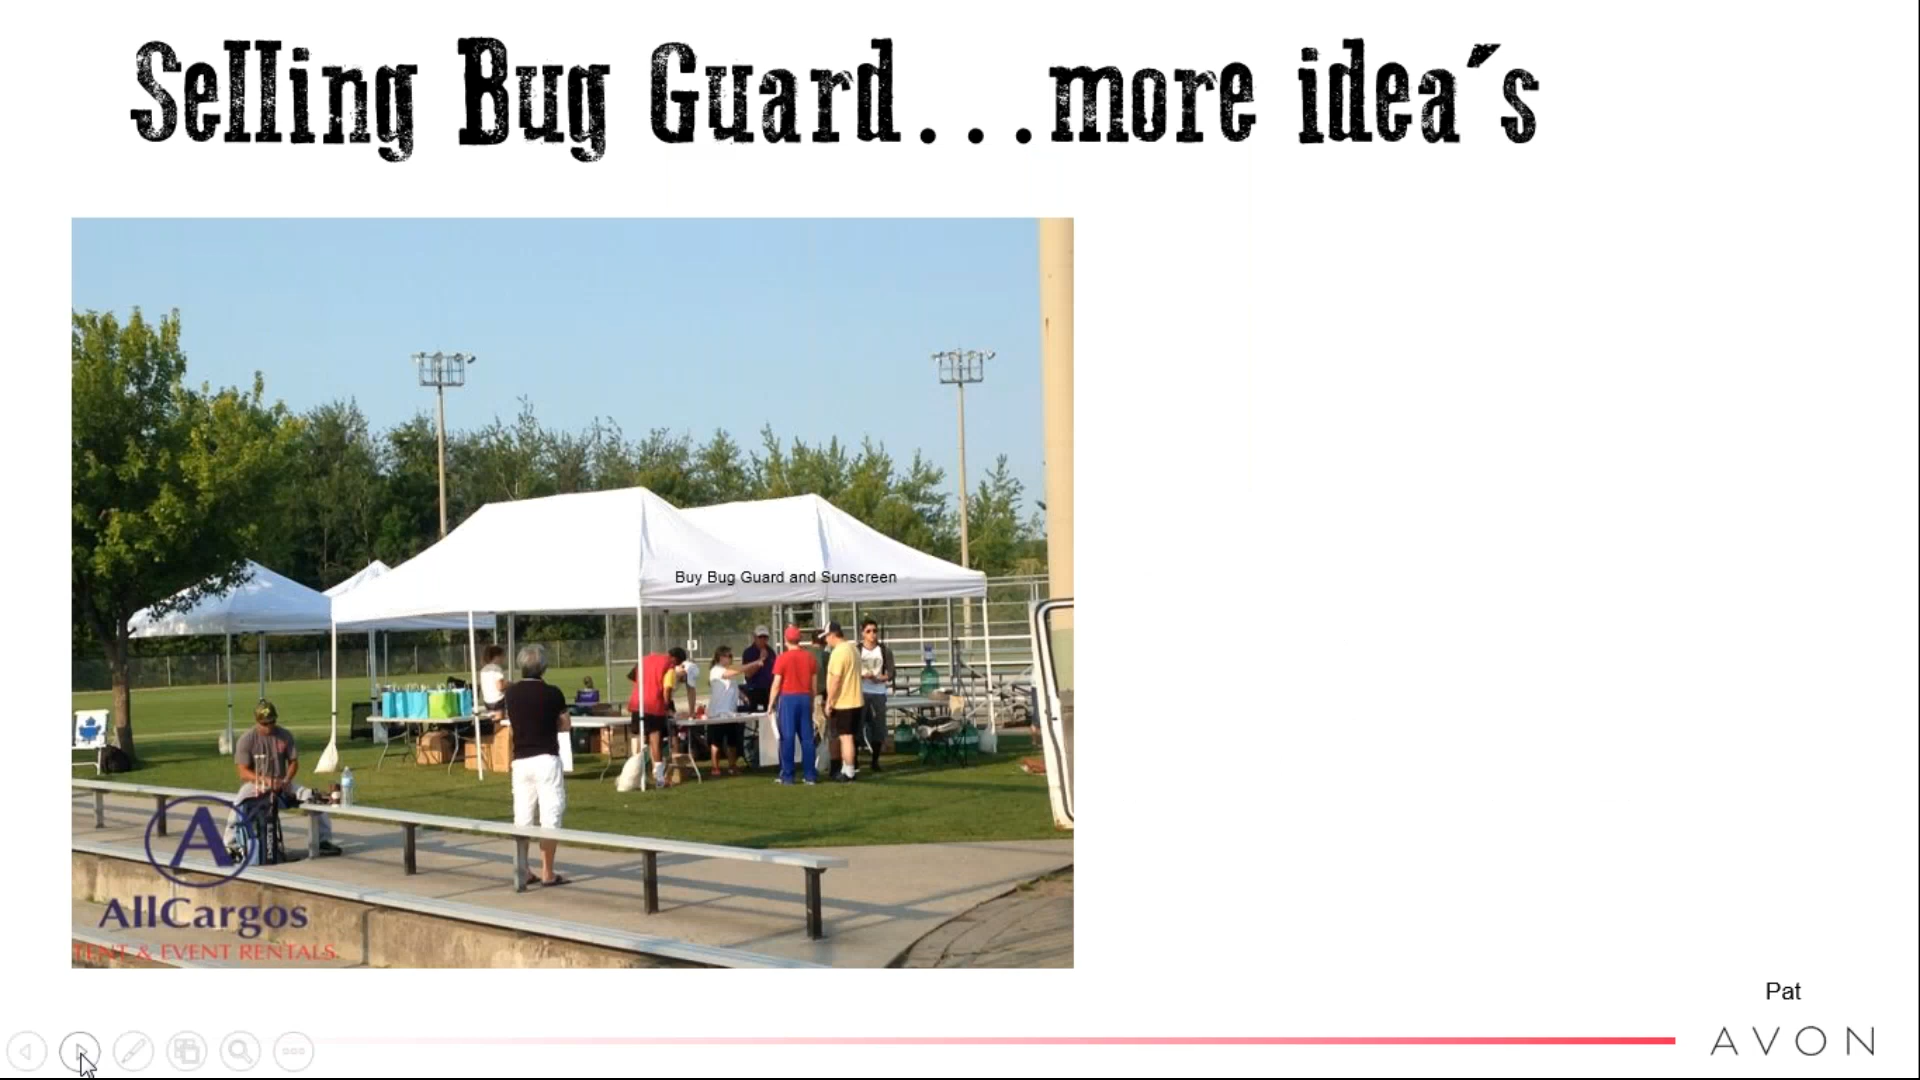 Selling Bug Guard...more idea's
Buy Bug Guard and Sunscreen
A
AllCargos
TENT & EVENT RENTALS
Pat
AVON